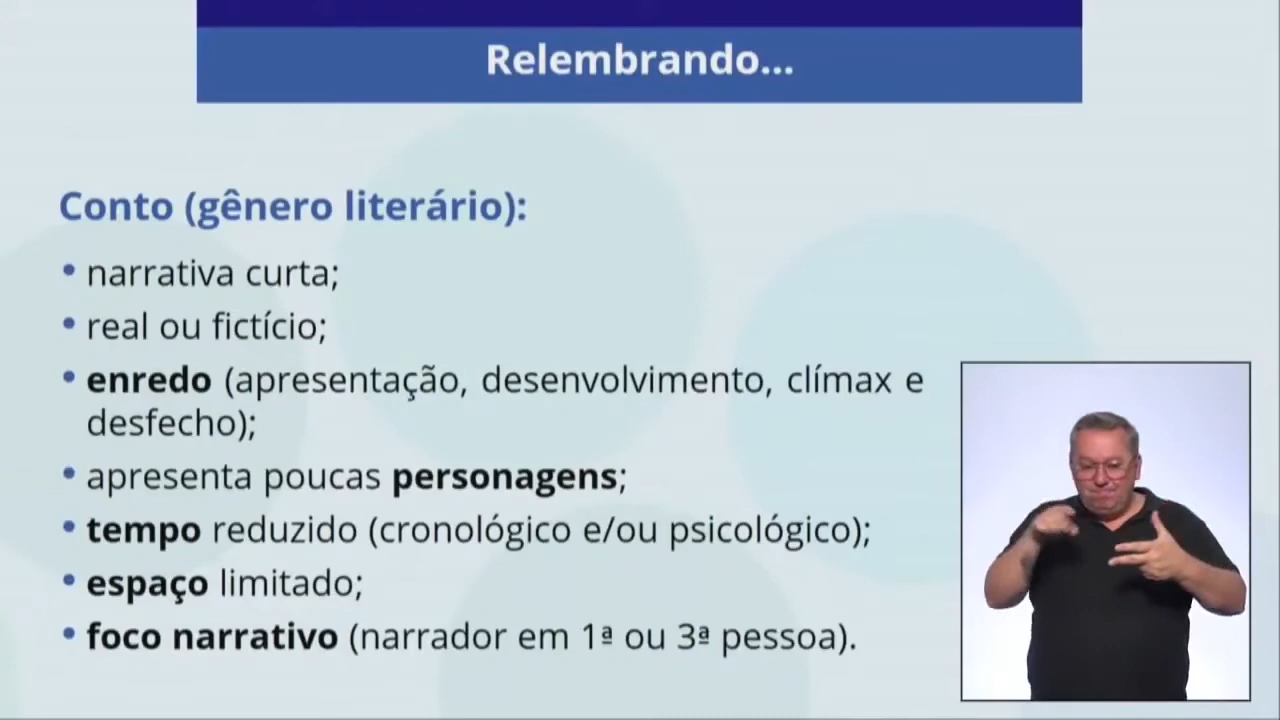 Relembrando...
Conto (gênero literário):
• narrativa curta;
• real ou fictício;
• enredo (apresentação, desenvolvimento, clímax e
desfecho);
• apresenta poucas personagens;
• tempo reduzido (cronológico e/ou psicológico);
• espaço limitado;
• foco narrativo (narrador em 1ª ou 3ª pessoa).